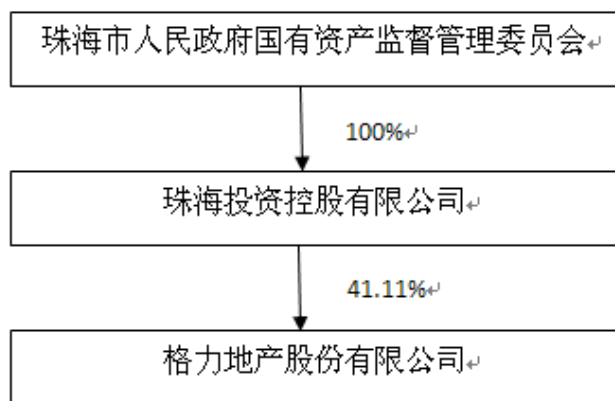 珠海市人民政府国有资产监督管理委员会
100%
珠海投资控股有限公司
41.11%
格力地产股份有限公司